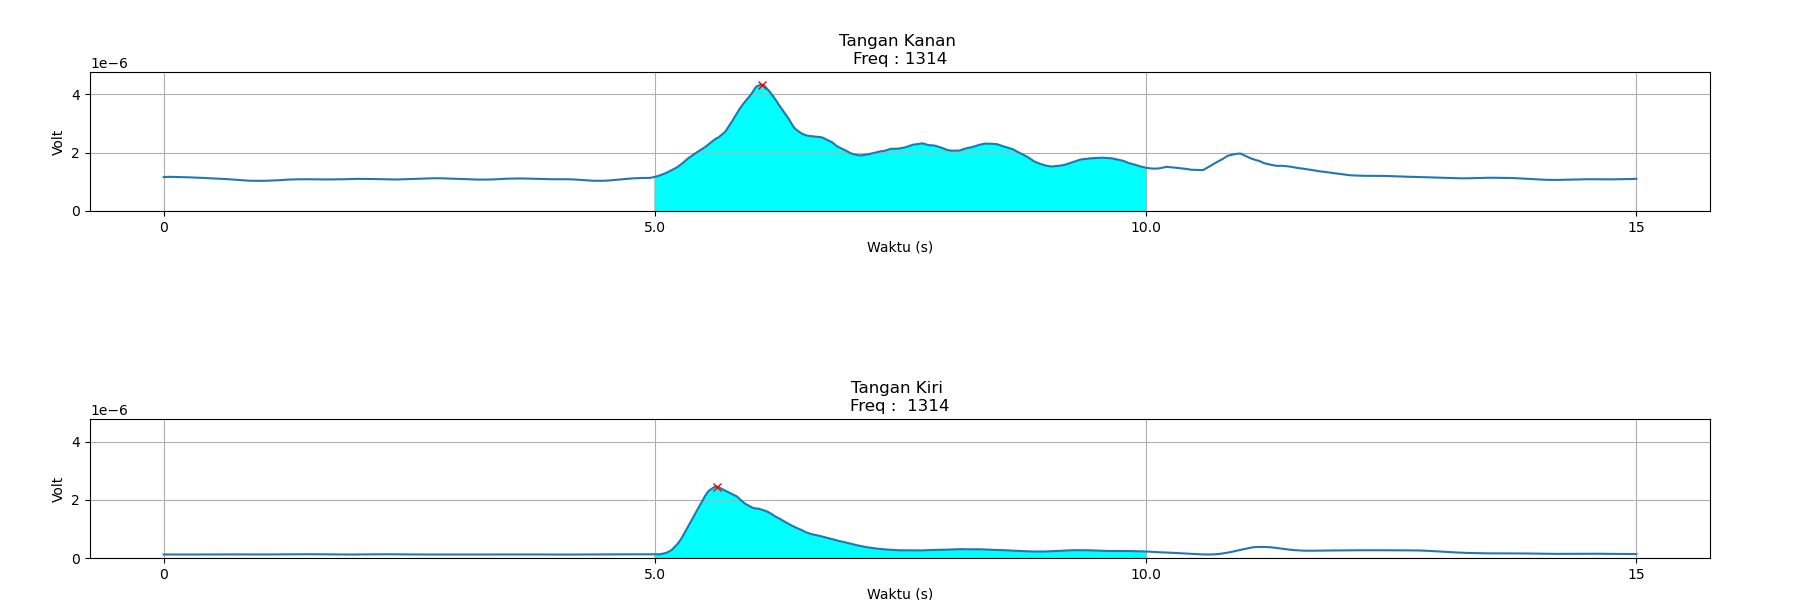 Tangan Kanan
Freq : 1314
1e−6
4
2
0
Volt
0 5.0 10.0 15
Waktu (s)
Tangan Kiri
Freq :  1314
1e−6
4
2
0
Volt
0 5.0 10.0 15
Waktu (s)